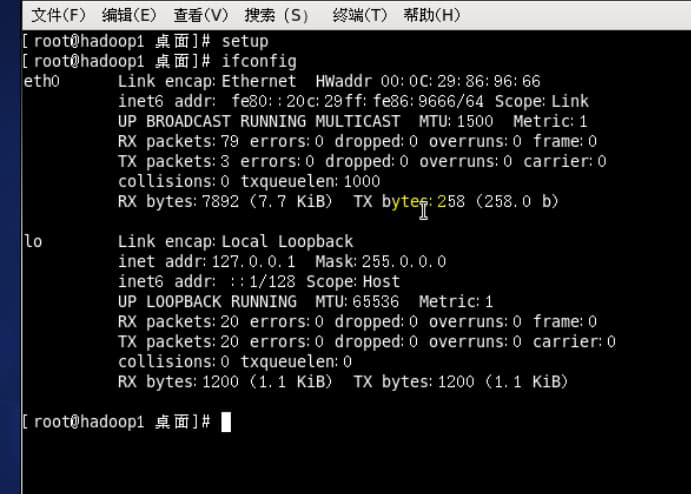 文件(F) 编辑(E) 查看(V) 搜索 (S) 终端(T) 帮助(H)
[root@hadoop1 桌面]# setup
[root@hadoop1 桌面]# ifconfig
eth0 Link encap:Ethernet HWaddr 00:0C:29:86:96:66
inet6 addr: fe80::20c:29ff:fe86:9666/64 Scope:Link
UP BROADCAST RUNNING MULTICAST MTU:1500 Metric:1
RX packets:79 errors:0 dropped:0 overruns:0 frame:0
TX packets:3 errors:0 dropped:0 overruns:0 carrier:0
collisions:0 txqueuelen:1000
RX bytes:7892 (7.7 KiB) TX bytes:258 (258.0 b)
lo Link encap:Local Loopback
inet addr:127.0.0.1 Mask:255.0.0.0
inet6 addr: ::1/128 Scope:Host
UP LOOPBACK RUNNING MTU:65536 Metric:1
RX packets:20 errors:0 dropped:0 overruns:0 frame:0
TX packets:20 errors:0 dropped:0 overruns:0 carrier:0
collisions:0 txqueuelen:0
RX bytes:1200 (1.1 KiB) TX bytes:1200 (1.1 KiB)
[root@hadoop1 桌面]#